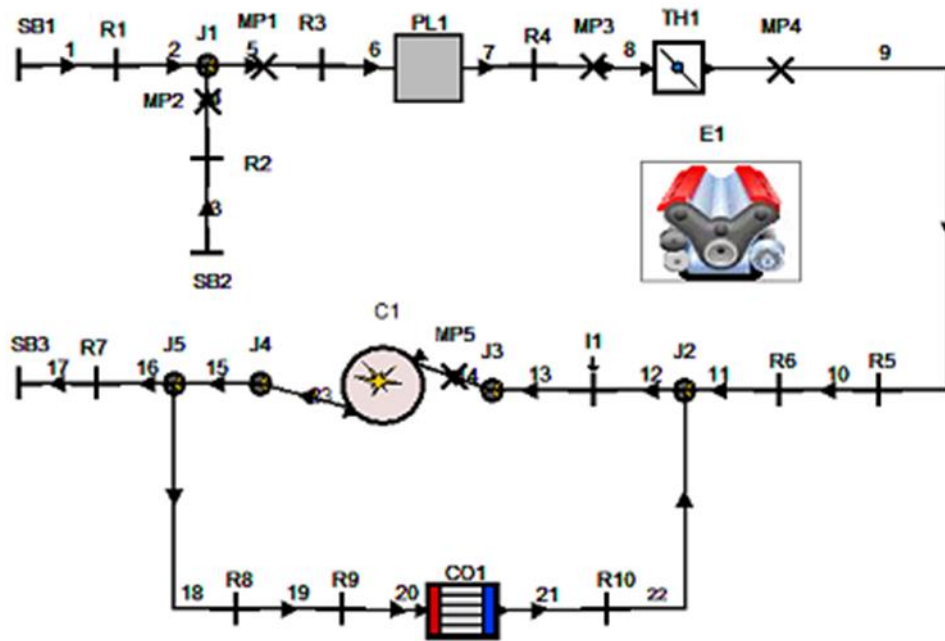 SB1 R1 J1 MP1 R3 PL1 R4 MP3 TH1 MP4
1 2 5 6 7 8 9
MP2
R2
E1
3
SB2
C1
SB3 R7 J5 J4 MP5 J3 I1 J2 R6 R5
17 16 15 13 12 11 10
23 4
R8 R9 CO1 R10
18 19 20 21 22